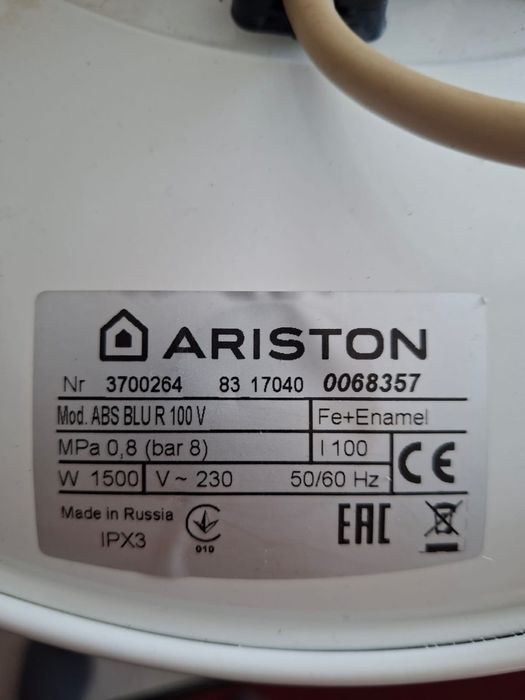 ARISTON
Nr 3700264 83 17040 0068357
Mod. ABS BLU R 100 V Fe+Enamel
MPa 0,8 (bar 8) l 100
W 1500 V ~ 230 50/60 Hz CE
Made in Russia
IPX3 010 EAC